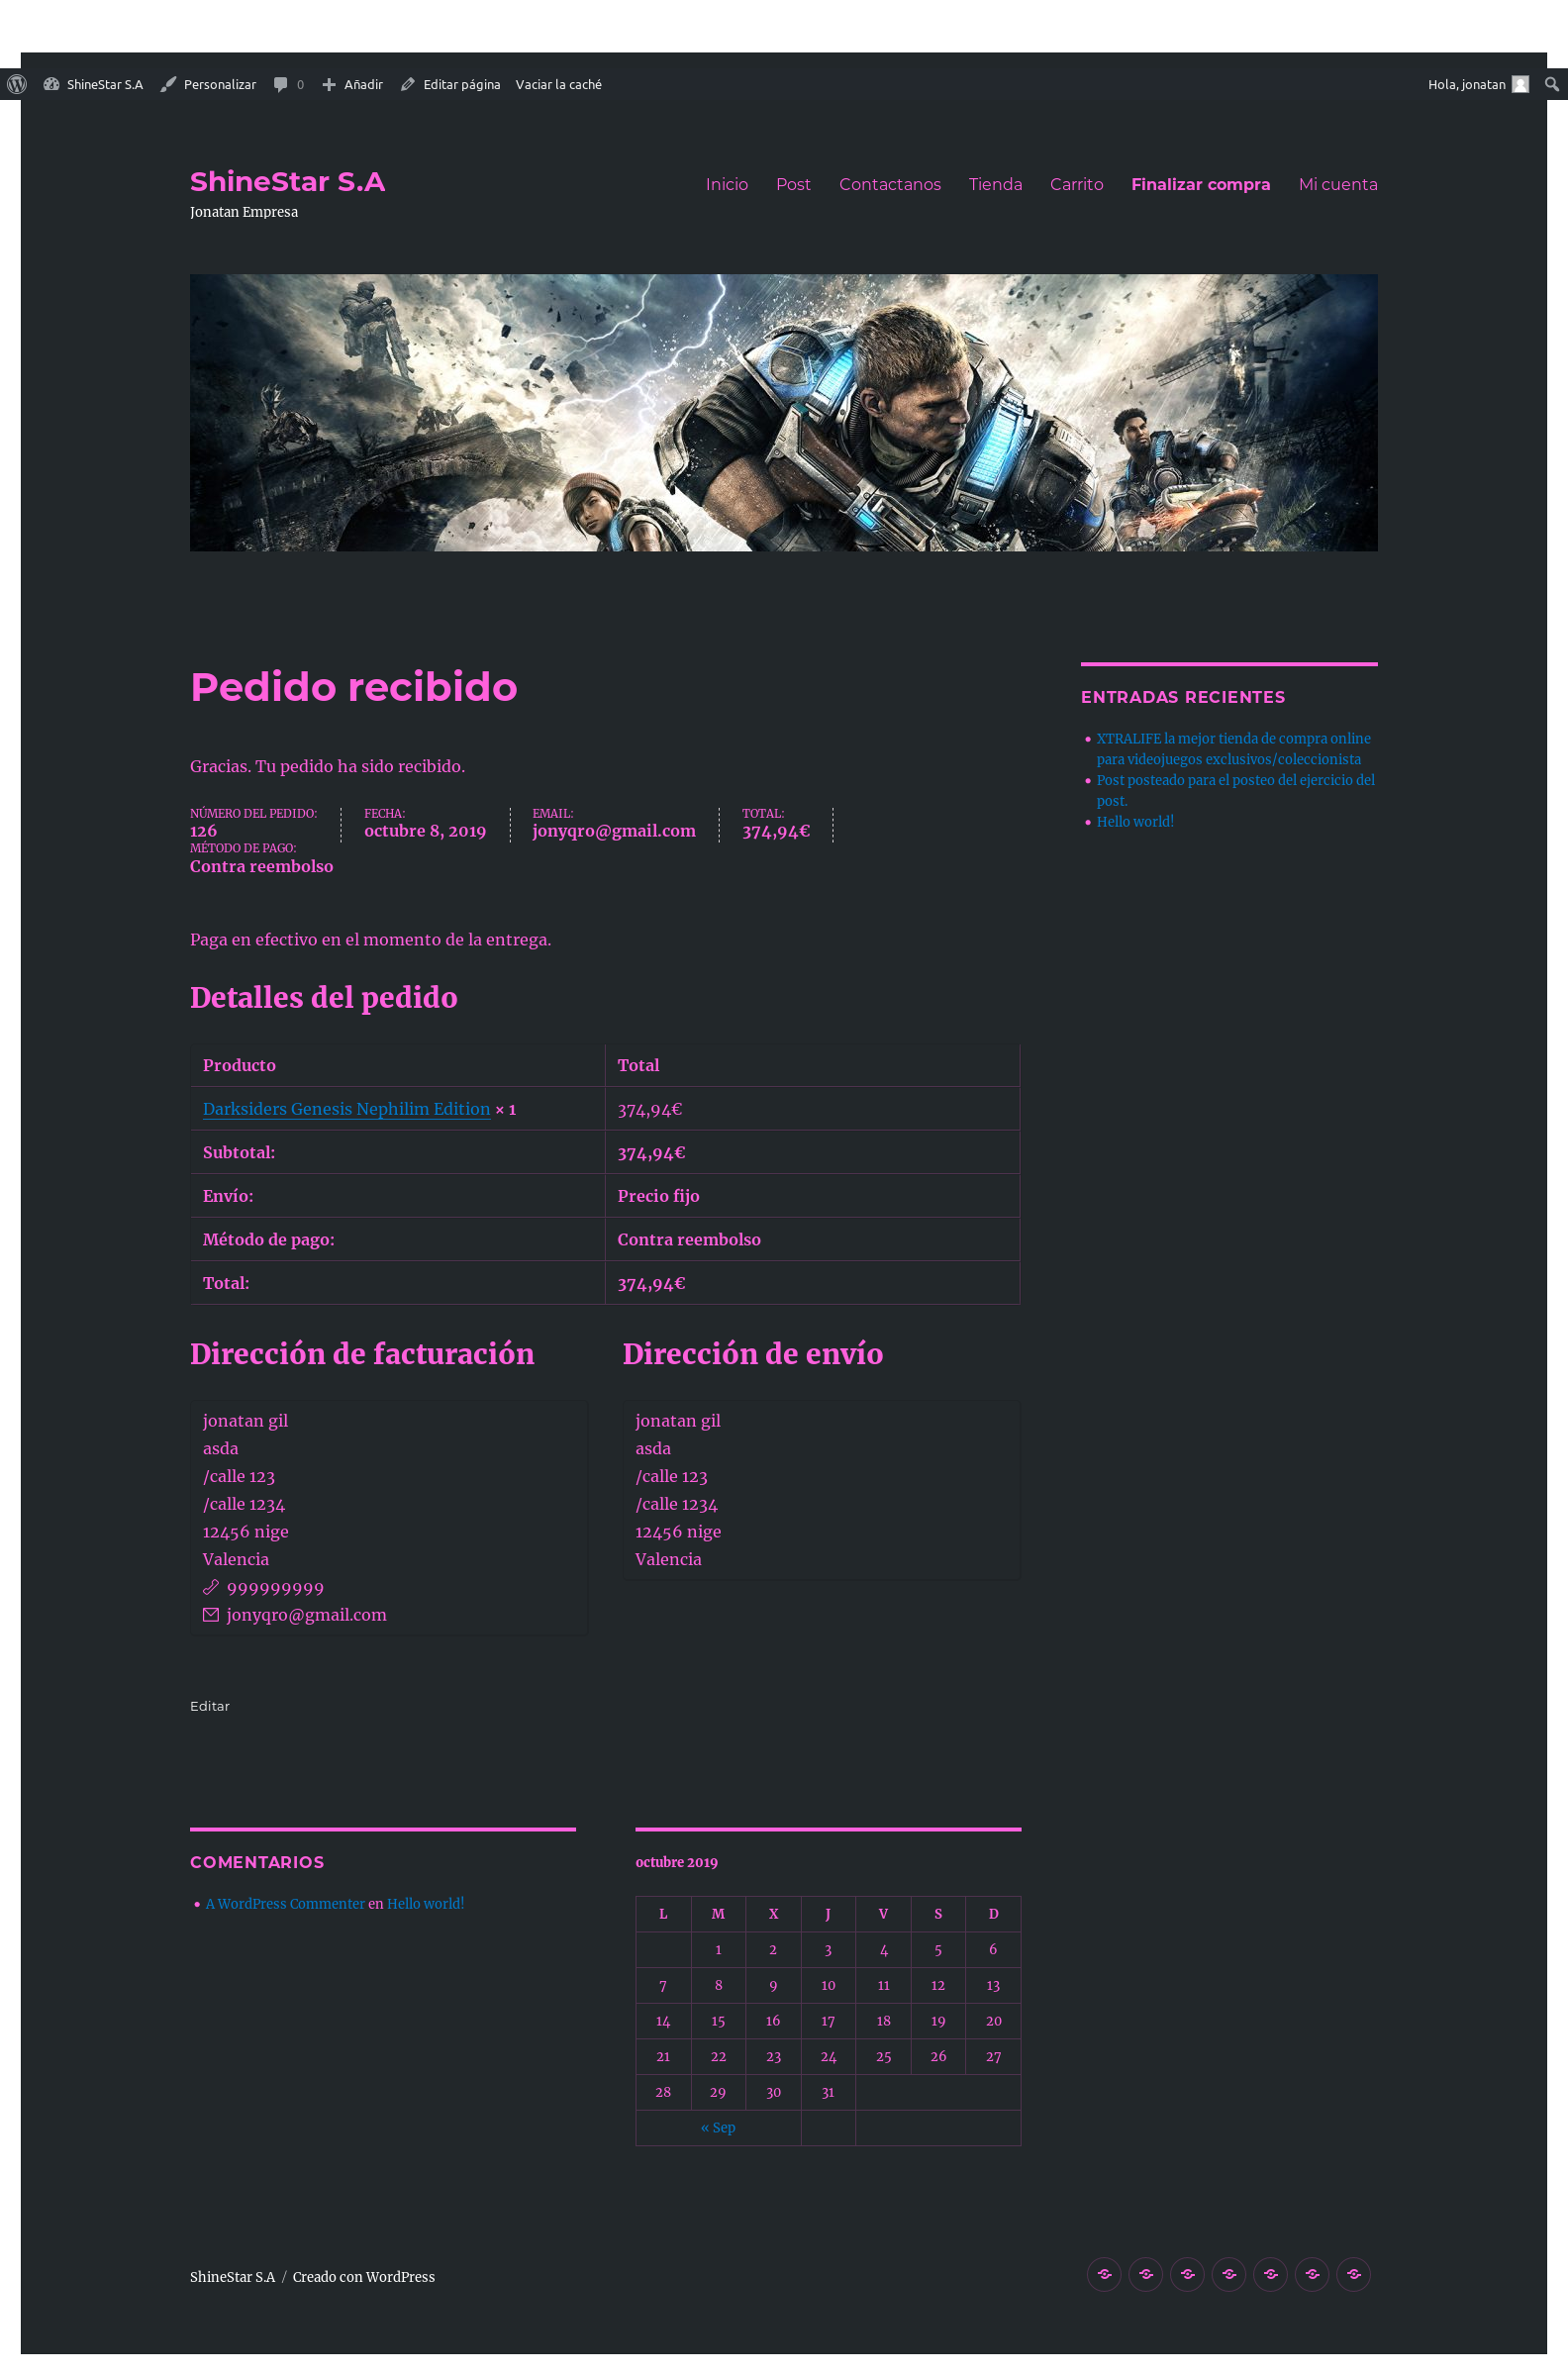 ShineStar S.A Personalizar 0 Añadir Editar página Vaciar la caché Hola, jonatan
ShineStar S.A
Jonatan Empresa
Inicio Post Contactanos Tienda Carrito Finalizar compra Mi cuenta
Pedido recibido
Gracias. Tu pedido ha sido recibido.
NÚMERO DEL PEDIDO: FECHA: EMAIL: TOTAL:
126 octubre 8, 2019 jonyqro@gmail.com 374,94€
MÉTODO DE PAGO:
Contra reembolso
Paga en efectivo en el momento de la entrega.
Detalles del pedido
Producto Total
Darksiders Genesis Nephilim Edition × 1 374,94€
Subtotal: 374,94€
Envío: Precio fijo
Método de pago: Contra reembolso
Total: 374,94€
Dirección de facturación
jonatan gil
asda
/calle 123
/calle 1234
12456 nige
Valencia
999999999
jonyqro@gmail.com
Dirección de envío
jonatan gil
asda
/calle 123
/calle 1234
12456 nige
Valencia
Editar
ENTRADAS RECIENTES
XTRALIFE la mejor tienda de compra online
para videojuegos exclusivos/coleccionista
Post posteado para el posteo del ejercicio del
post.
Hello world!
COMENTARIOS
A WordPress Commenter en Hello world!
octubre 2019
L M X J V S D
1 2 3 4 5 6
7 8 9 10 11 12 13
14 15 16 17 18 19 20
21 22 23 24 25 26 27
28 29 30 31
« Sep
ShineStar S.A / Creado con WordPress